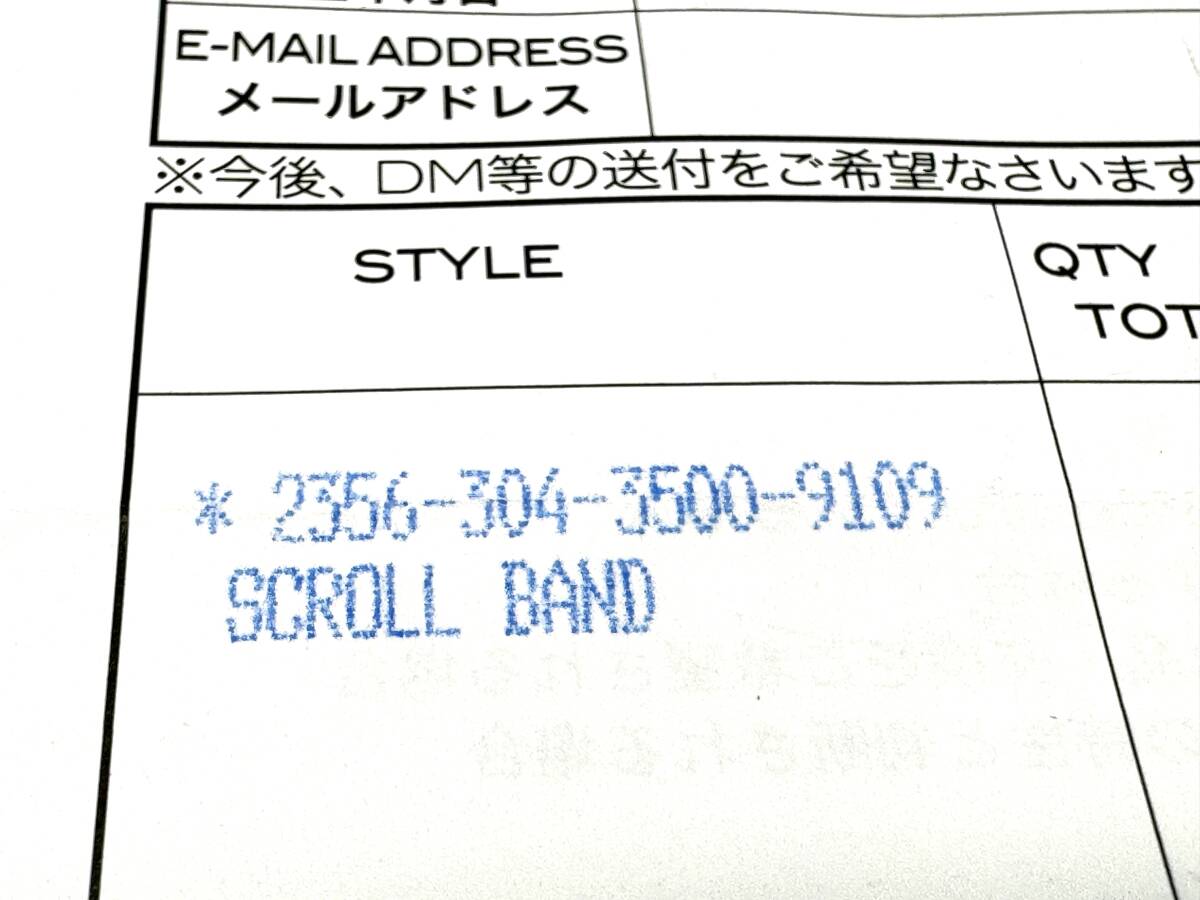 E-MAIL ADDRESS
メールアドレス
※今後、DM等の送付をご希望なさいます
STYLE
QTY
TOT
* 2356-304-3500-9109
SCROLL BAND